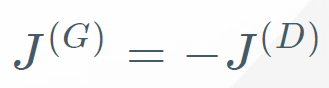 J^{(G)} = -J^{(D)}